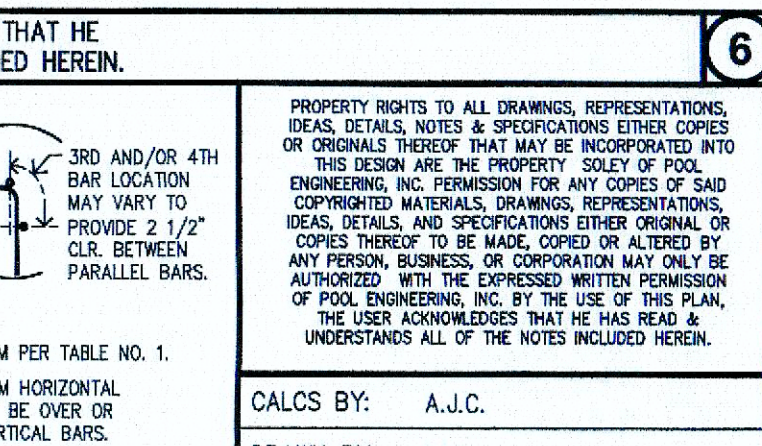 THAT HE
ED HEREIN.
6
3RD AND/OR 4TH
BAR LOCATION
MAY VARY TO
PROVIDE 2 1/2"
CLR. BETWEEN
PARALLEL BARS.
M PER TABLE NO. 1.
M HORIZONTAL
BE OVER OR
RTICAL BARS.
PROPERTY RIGHTS TO ALL DRAWINGS, REPRESENTATIONS,
IDEAS, DETAILS, NOTES & SPECIFICATIONS EITHER COPIES
OR ORIGINALS THEREOF THAT MAY BE INCORPORATED INTO
THIS DESIGN ARE THE PROPERTY SOLEY OF POOL
ENGINEERING, INC. PERMISSION FOR ANY COPIES OF SAID
COPYRIGHTED MATERIALS, DRAWINGS, REPRESENTATIONS,
IDEAS, DETAILS, AND SPECIFICATIONS EITHER ORIGINAL OR
COPIES THEREOF TO BE MADE, COPIED OR ALTERED BY
ANY PERSON, BUSINESS, OR CORPORATION MAY ONLY BE
AUTHORIZED WITH THE EXPRESSED WRITTEN PERMISSION
OF POOL ENGINEERING, INC. BY THE USE OF THIS PLAN,
THE USER ACKNOWLEDGES THAT HE HAS READ &
UNDERSTANDS ALL OF THE NOTES INCLUDED HEREIN.
CALCS BY: A.J.C.